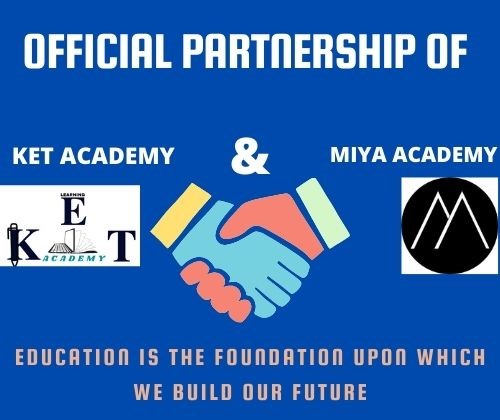 OFFICIAL PARTNERSHIP OF
&
KET ACADEMY
MIYA ACADEMY
LEARNING
K E T
ACADEMY
EDUCATION IS THE FOUNDATION UPON WHICH
WE BUILD OUR FUTURE